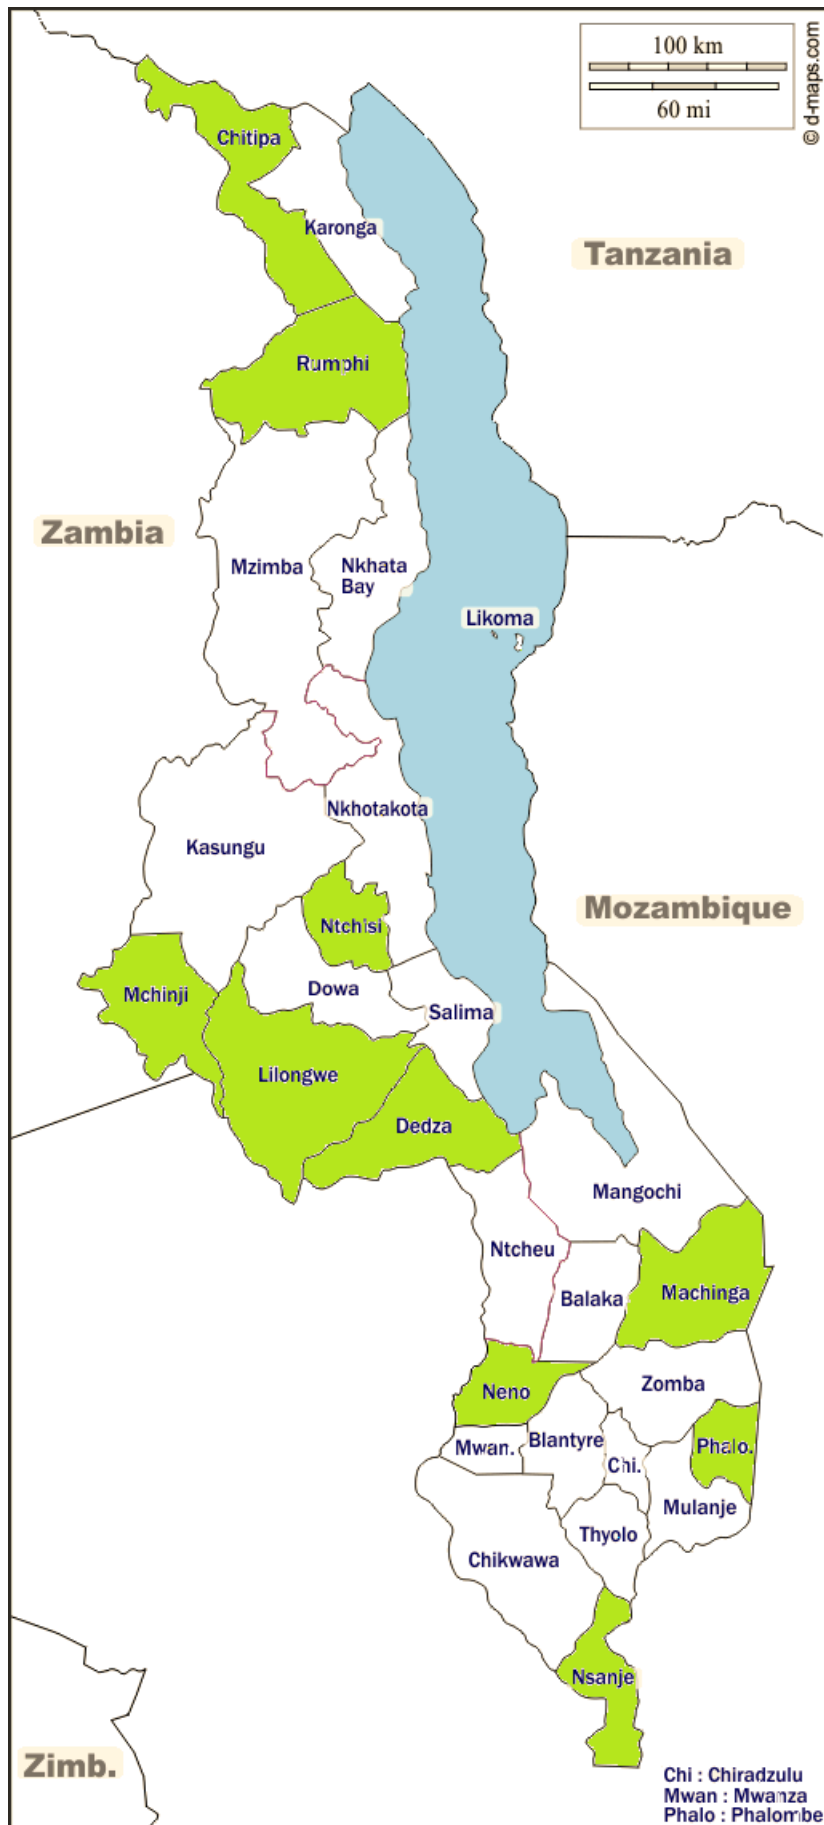 100 km
60 mi
© d-maps.com
Chitipa
Karonga
Tanzania
Rumphi
Zambia
Mzimba
Nkhata
Bay
Likoma
Nkhotakota
Kasungu
Mozambique
Ntchisi
Mchinji
Dowa
Salima
Lilongwe
Dedza
Mangochi
Ntcheu
Balaka
Machinga
Neno
Zomba
Mwan.
Blantyre
Chi.
Phalo.
Mulanje
Thyolo
Chikwawa
Nsanje
Zimb.
Chi : Chiradzulu
Mwan : Mwanza
Phalo : Phalombe